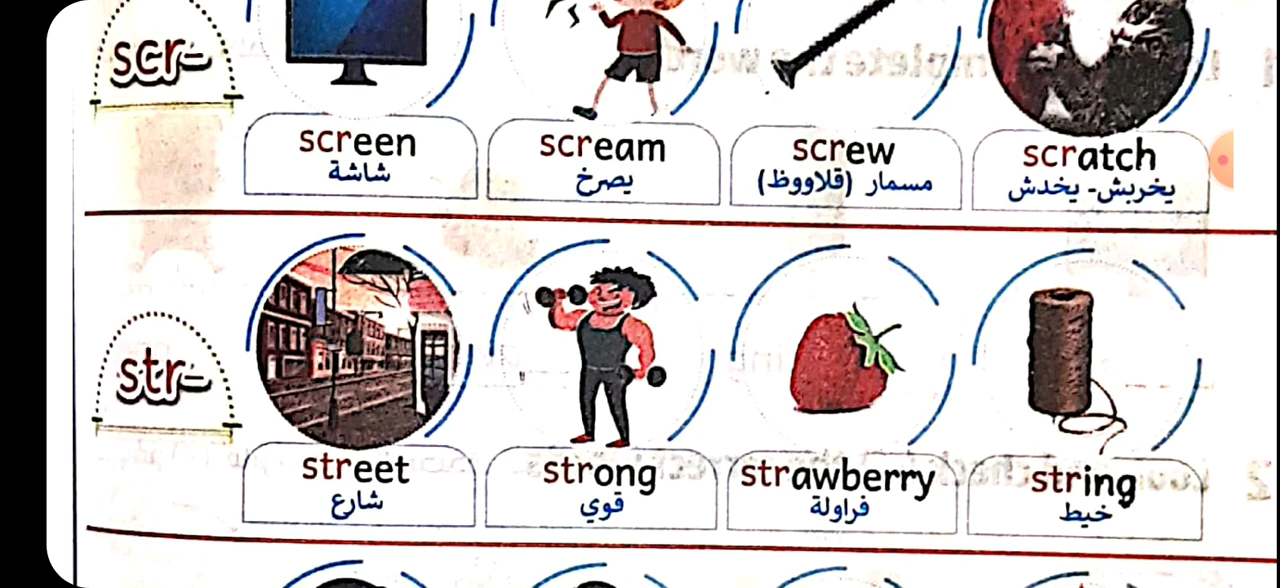 scr-
screen
شاشة
scream
يصرخ
screw
مسمار (قلاووظ)
scratch
يخربش- يخدش
str-
street
شارع
strong
قوي
strawberry
فراولة
string
خيط